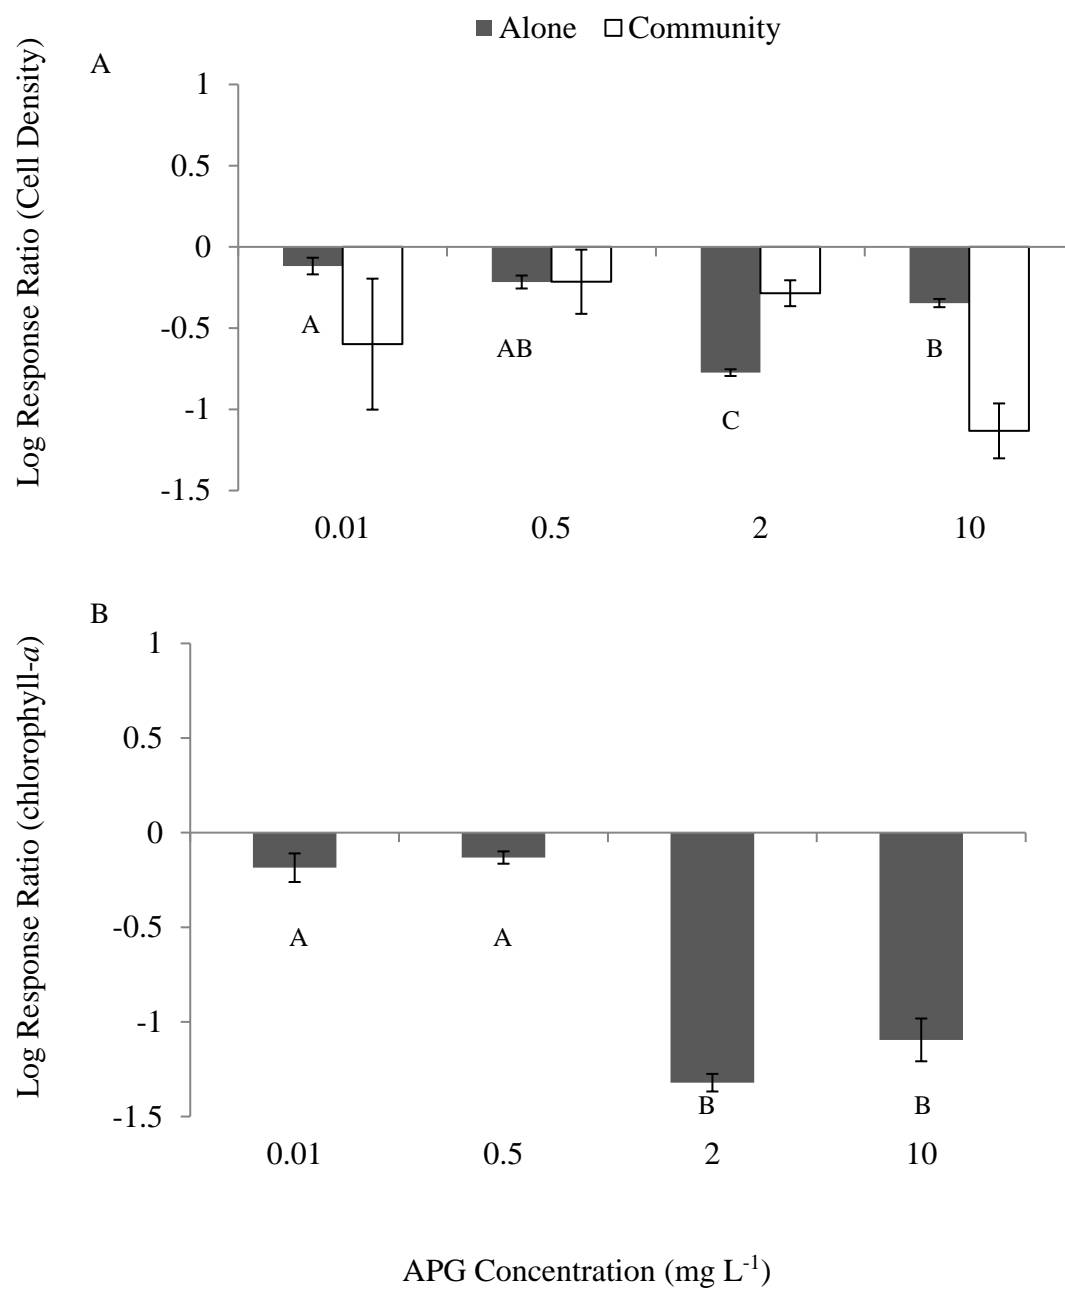 Alone Community
A
Log Response Ratio (Cell Density)
1
0.5
0
-0.5
-1
-1.5
A AB C B
0.01 0.5 2 10
B
Log Response Ratio (chlorophyll-a)
1
0.5
0
-0.5
-1
-1.5
A A B B
0.01 0.5 2 10
APG Concentration (mg L-1)